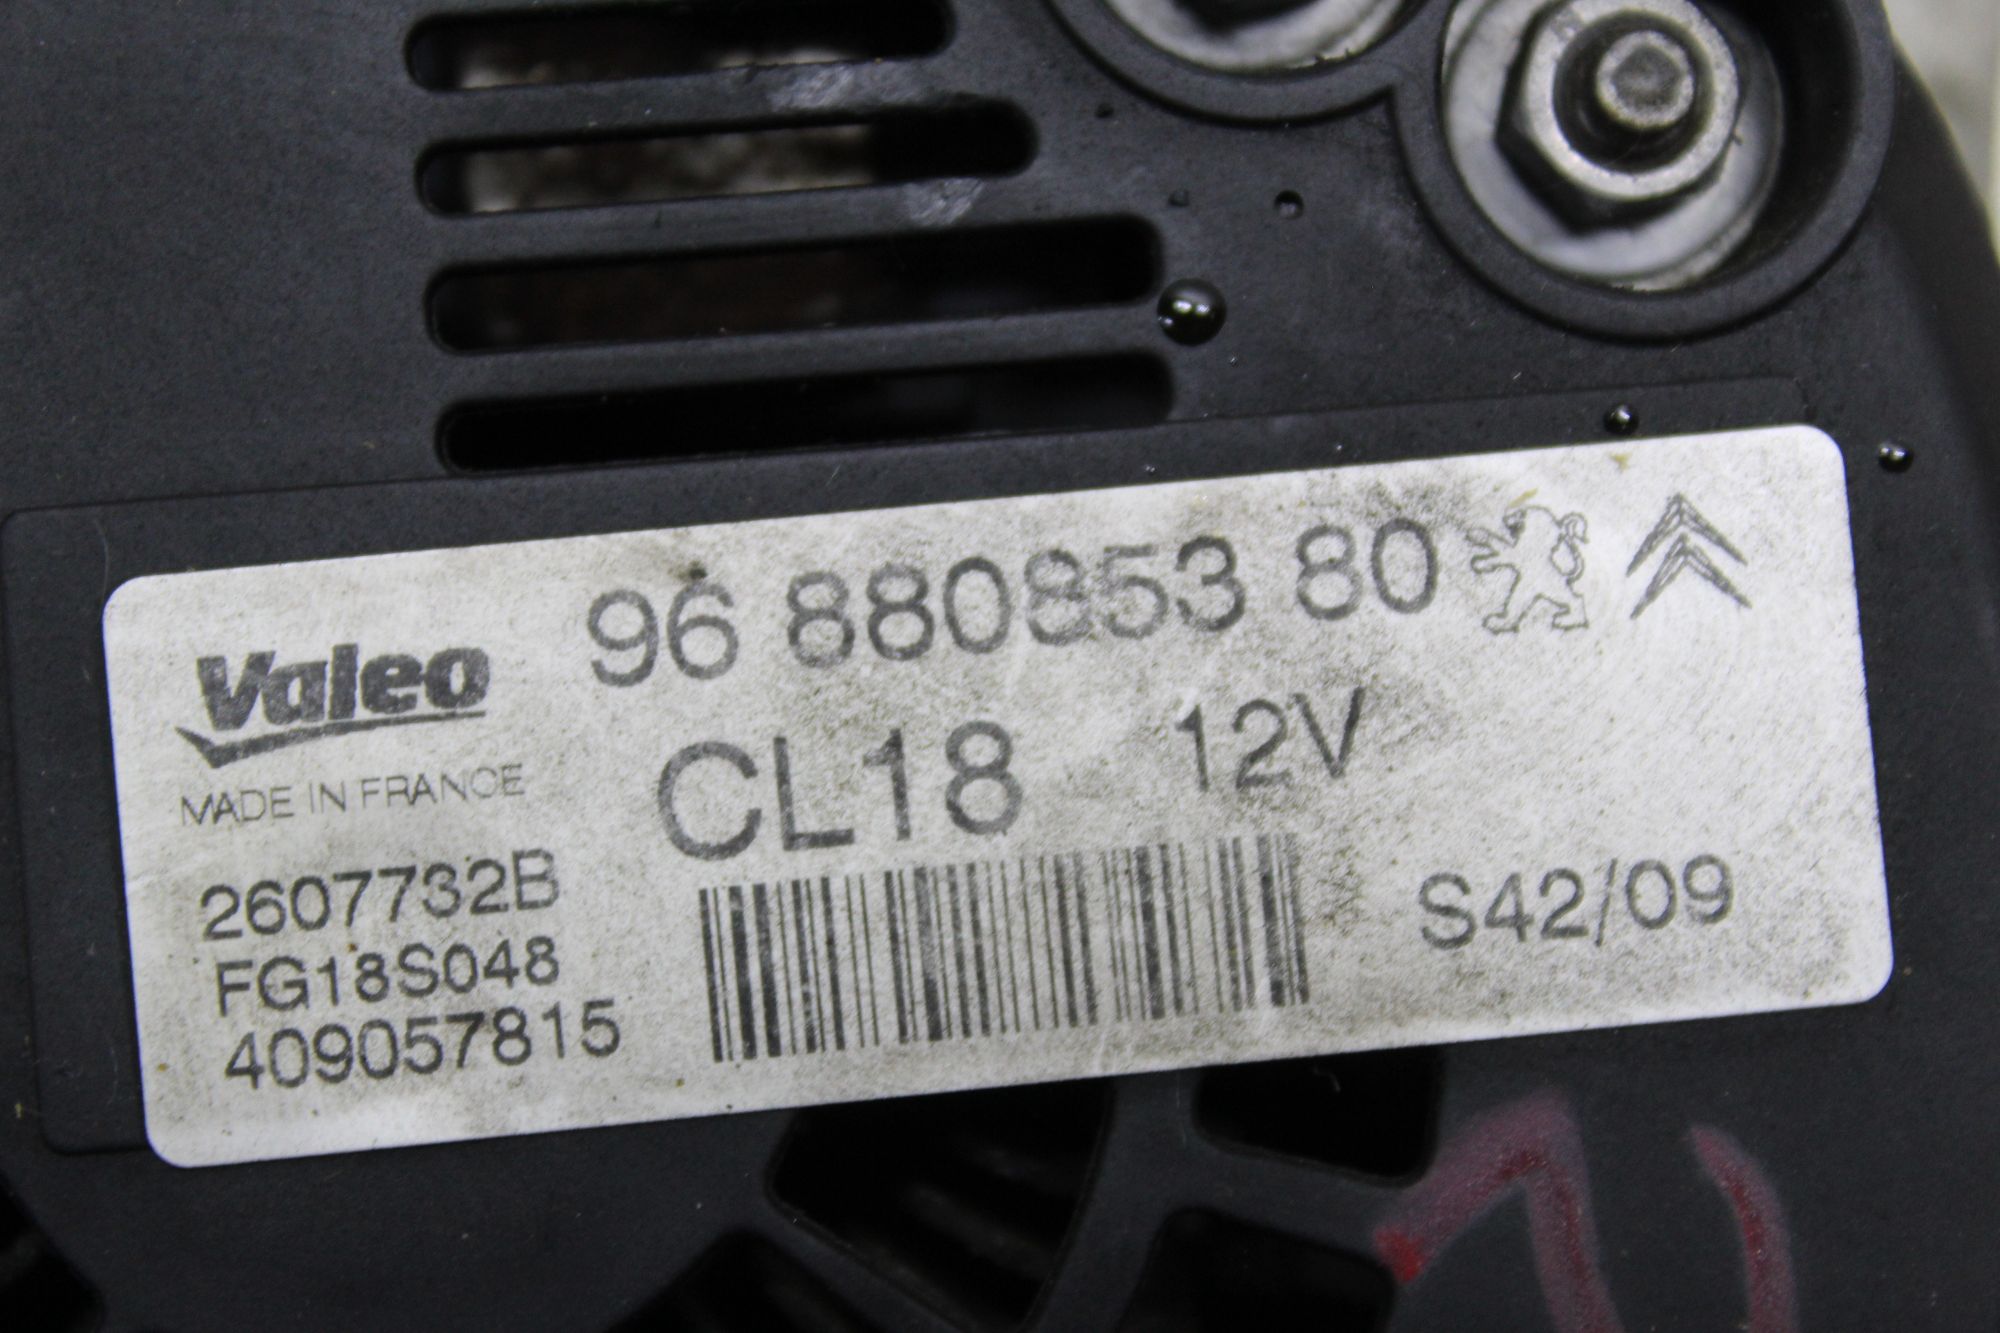 96 880853 80
Valeo
CL18 12V
MADE IN FRANCE
2607732B
S42/09
FG18S048
409057815